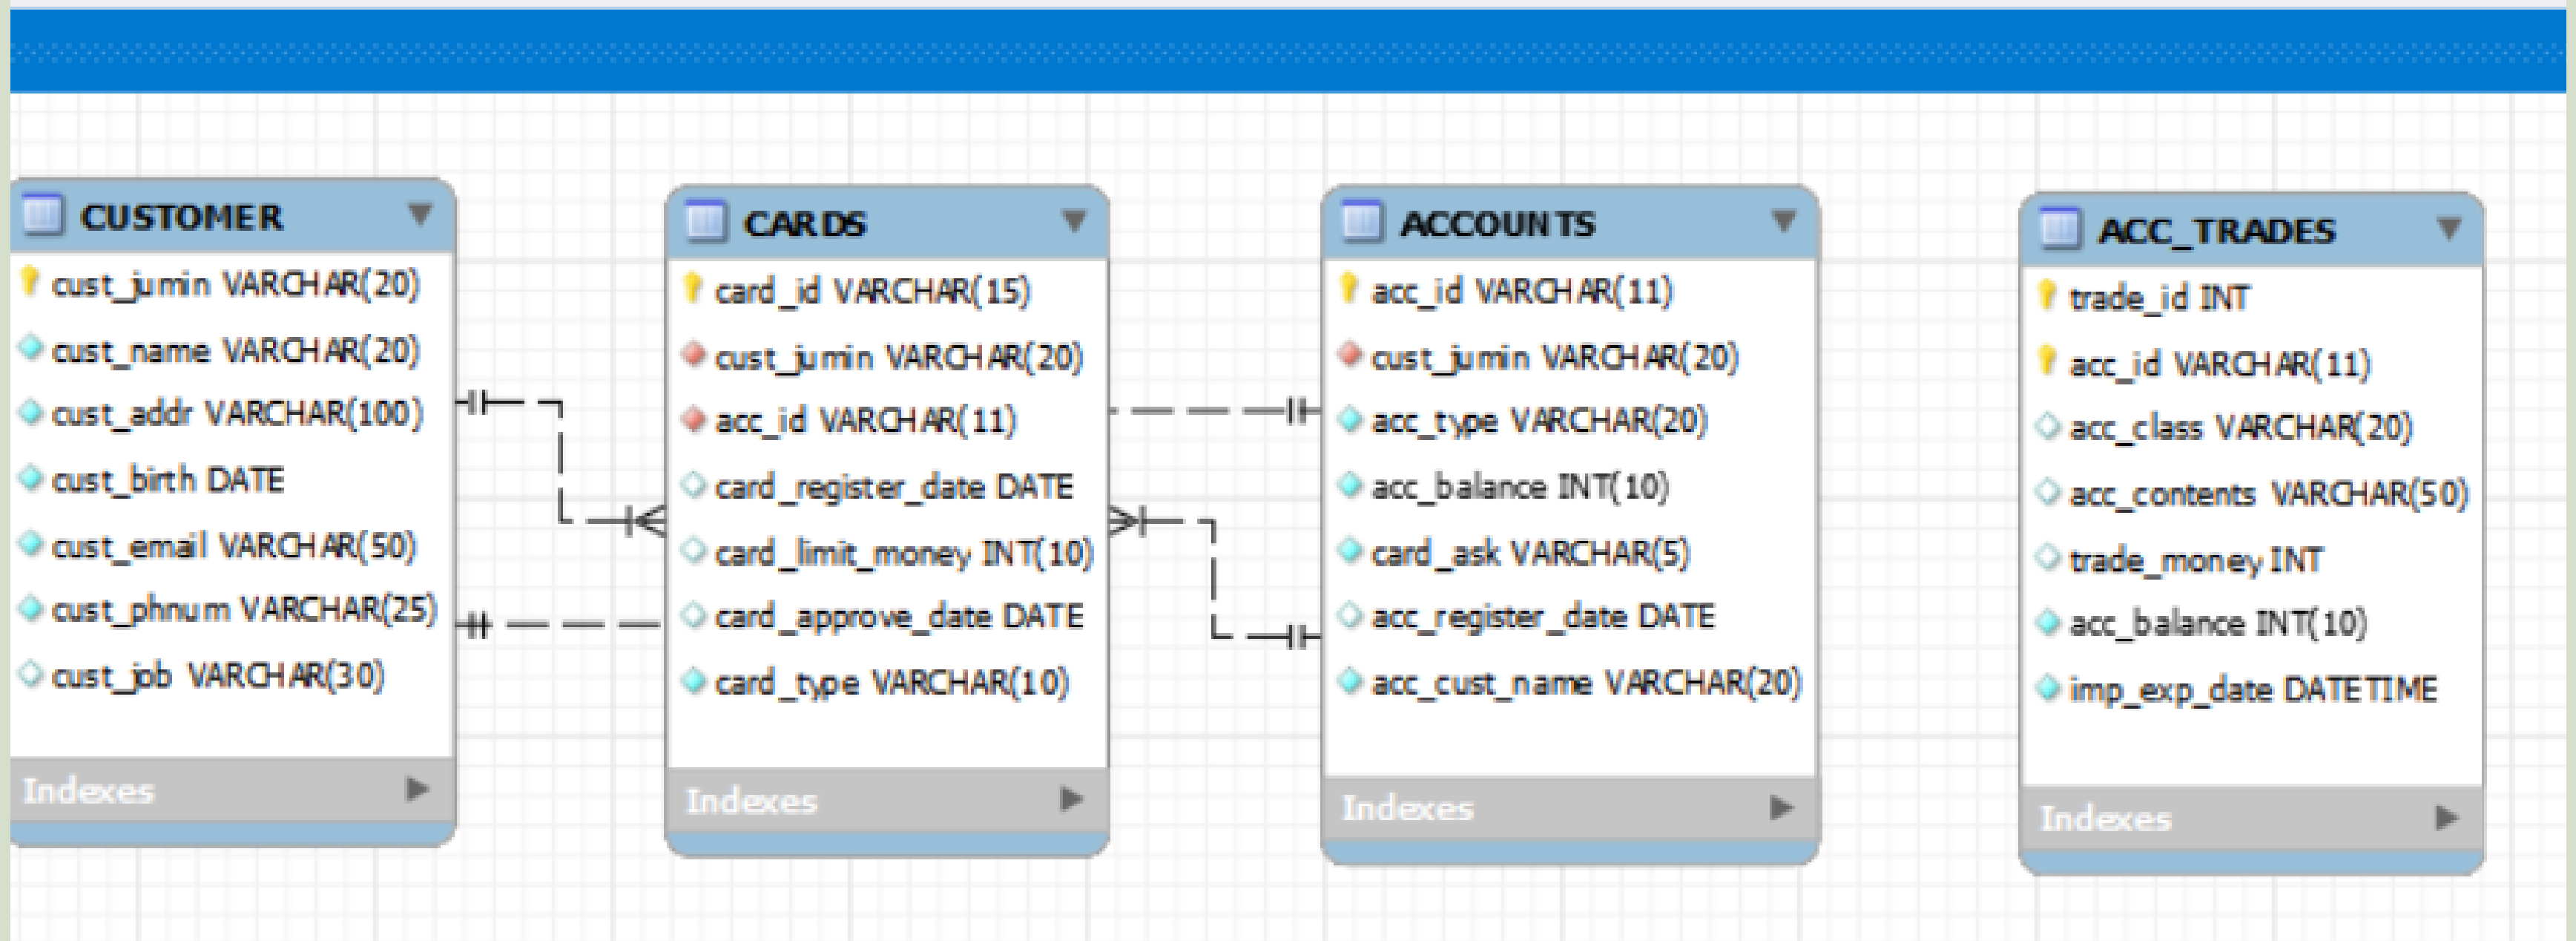 CUSTOMER
cust_jumin VARCHAR(20)
cust_name VARCHAR(20)
cust_addr VARCHAR(100)
cust_birth DATE
cust_email VARCHAR(50)
cust_phnum VARCHAR(25)
cust_job VARCHAR(30)
Indexes
CARDS
card_id VARCHAR(15)
cust_jumin VARCHAR(20)
acc_id VARCHAR(11)
card_register_date DATE
card_limit_money INT(10)
card_approve_date DATE
card_type VARCHAR(10)
Indexes
ACCOUNTS
acc_id VARCHAR(11)
cust_jumin VARCHAR(20)
acc_type VARCHAR(20)
acc_balance INT(10)
card_ask VARCHAR(5)
acc_register_date DATE
acc_cust_name VARCHAR(20)
Indexes
ACC_TRADES
trade_id INT
acc_id VARCHAR(11)
acc_class VARCHAR(20)
acc_contents VARCHAR(50)
trade_money INT
acc_balance INT(10)
imp_exp_date DATETIME
Indexes